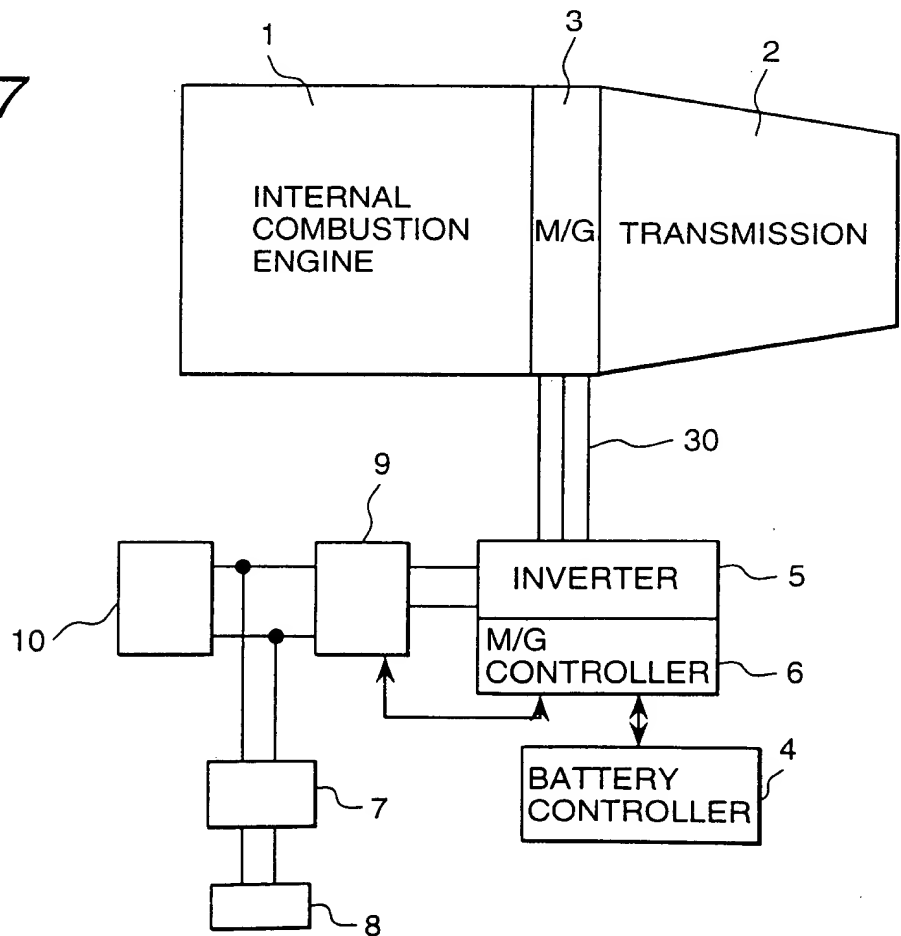 7
1
3
2
INTERNAL
COMBUSTION
ENGINE
M/G
TRANSMISSION
30
9
10
INVERTER
5
M/G
CONTROLLER
6
BATTERY
CONTROLLER
4
7
8